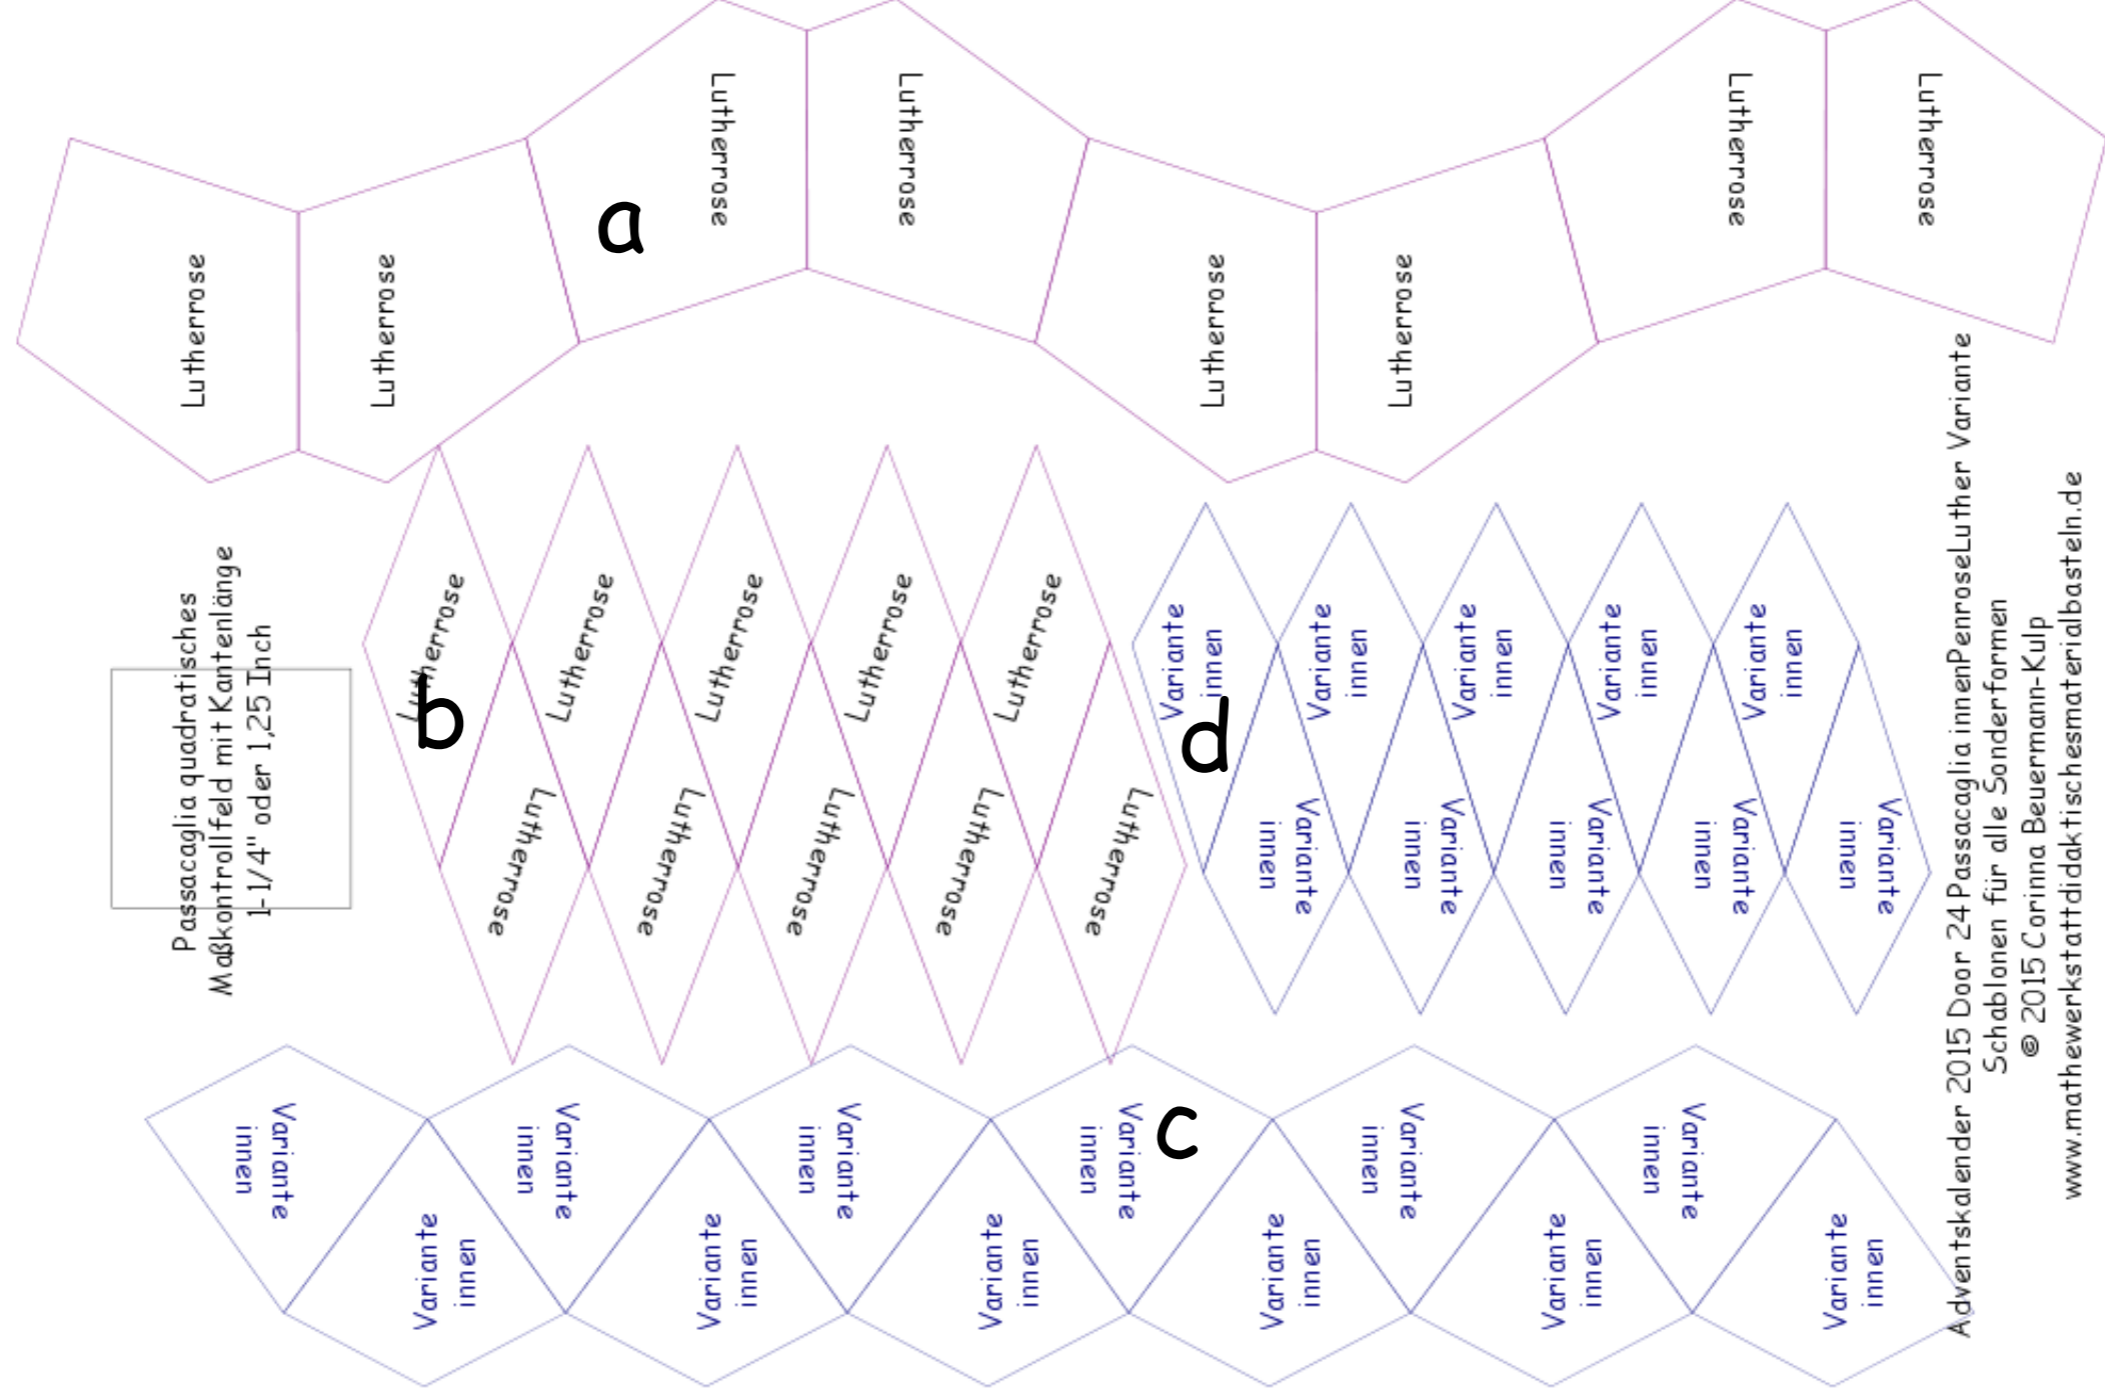 Lutherrose
Lutherrose
Lutherrose
Lutherrose
Lutherrose
Lutherrose
Lutherrose
Lutherrose
a
Lutherrose
Lutherrose
Lutherrose
Lutherrose
Lutherrose
b
Lutherrose
Lutherrose
Lutherrose
Lutherrose
Lutherrose
Variante
innen
Variante
innen
Variante
innen
Variante
innen
Variante
innen
d
Variante
innen
Variante
innen
Variante
innen
Variante
innen
Variante
innen
Passacaglia quadratisches
Maßkontrollfeld mit Kantenlänge
1-1/4" oder 1,25 Inch
Variante
innen
Variante
innen
Variante
innen
Variante
innen
c
Variante
innen
Variante
innen
Variante
innen
Variante
innen
Variante
innen
Variante
innen
Variante
innen
Variante
innen
Adventskalender 2015 Door 24 Passacaglia innenPenroseLuther Variante
Schablonen für alle Sonderformen
© 2015 Corinna Beuermann-Kulp
www.mathewerkstattdidaktischesmaterialbasteln.de